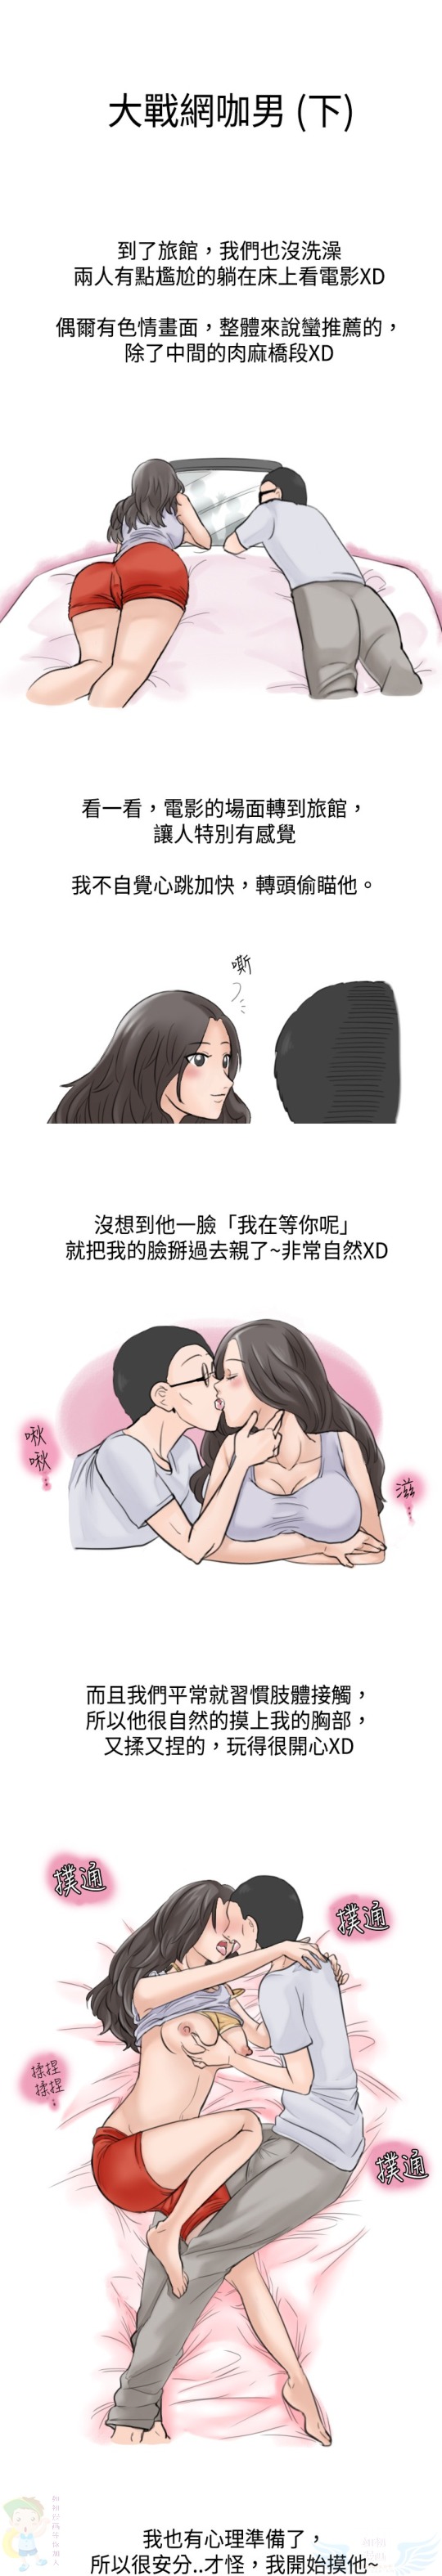 大戰網咖男 (下)
到了旅館，我們也沒洗澡
兩人有點尷尬的躺在床上看電影XD
偶爾有色情畫面，整體來說蠻推薦的，
除了中間的肉麻橋段XD
看一看，電影的場面轉到旅館，
讓人特別有感覺
我不自覺心跳加快，轉頭偷瞄他。
嘶
沒想到他一臉「我在等你呢」
就把我的臉掰過去親了~非常自然XD
啾
啾
滋
而且我們平常就習慣肢體接觸，
所以他很自然的摸上我的胸部，
又揉又捏的，玩得很開心XD
撲通
撲通
揉捏
揉捏
撲通
我也有心理準備了，
所以很安分..才怪，我開始摸他~